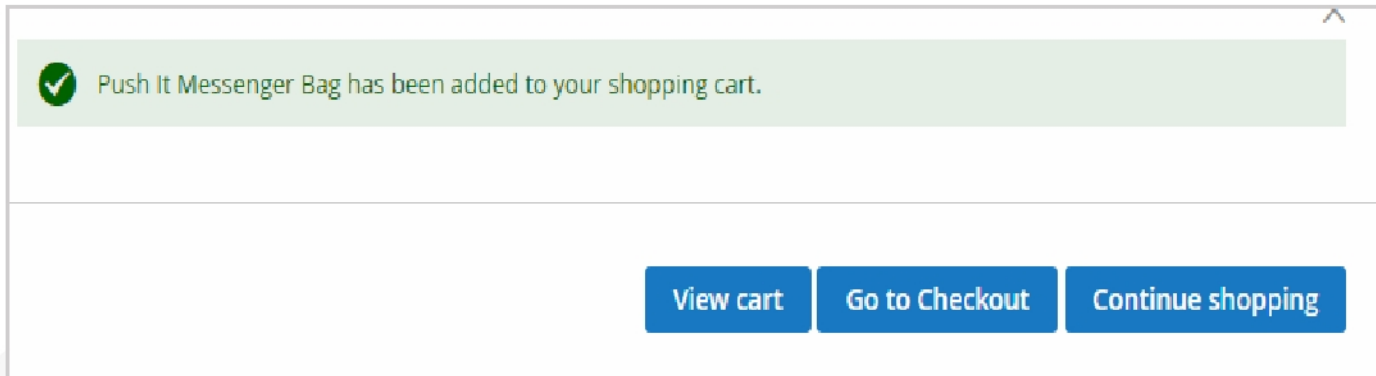 Push It Messenger Bag has been added to your shopping cart.
View cart Go to Checkout Continue shopping